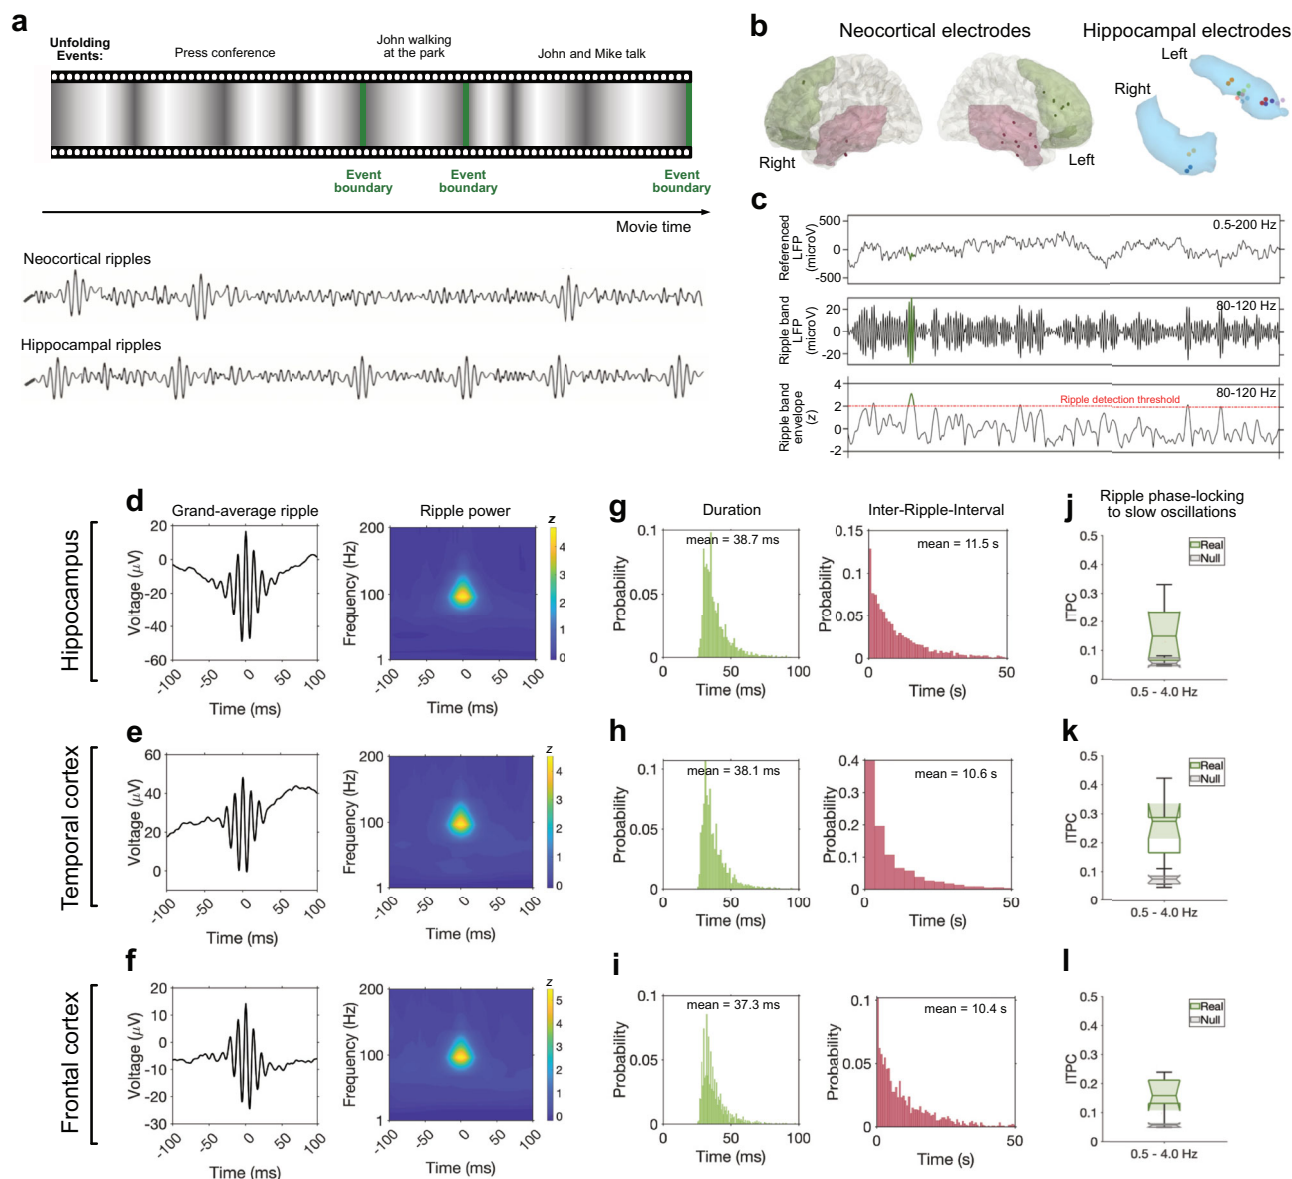 a
Unfolding
Events:
Press conference
John walking
at the park
John and Mike talk
Event
boundary
Event
boundary
Event
boundary
Movie time
Neocortical ripples
Hippocampal ripples
b
Neocortical electrodes
Hippocampal electrodes
Left
Right
Right
Left
c
Referenced
LFP
(microV)
500
0
-500
0.5-200 Hz
Ripple band
LFP
(microV)
20
0
-20
80-120 Hz
Ripple band
envelope
(z)
4
2
0
-2
80-120 Hz
Ripple detection threshold
Hippocampus
d
Grand-average ripple
Voltage (μV)
20
0
-20
-40
-60
-100
-50
0
50
100
Time (ms)
Ripple power
Frequency (Hz)
200
100
1
-100
-50
0
50
100
Time (ms)
z
4
3
2
1
0
g
Duration
mean = 38.7 ms
Probability
0.1
0.05
0
0
50
100
Time (ms)
Inter-Ripple-Interval
mean = 11.5 s
Probability
0.15
0.1
0.05
0
0
50
Time (s)
j
Ripple phase-locking
to slow oscillations
ITPC
0.5
0.4
0.3
0.2
0.1
0
Real
Null
0.5 - 4.0 Hz
Temporal cortex
e
Voltage (μV)
60
40
20
0
-100
-50
0
50
100
Time (ms)
Frequency (Hz)
200
100
1
-100
-50
0
50
100
Time (ms)
z
4
3
2
1
0
h
mean = 38.1 ms
Probability
0.1
0.05
0
0
50
100
Time (ms)
mean = 10.6 s
Probability
0.4
0.3
0.2
0.1
0
0
50
Time (s)
k
ITPC
0.5
0.4
0.3
0.2
0.1
0
Real
Null
0.5 - 4.0 Hz
Frontal cortex
f
Voltage (μV)
20
10
0
-10
-20
-30
-100
-50
0
50
100
Time (ms)
Frequency (Hz)
200
100
1
-100
-50
0
50
100
Time (ms)
z
5
4
3
2
1
0
i
mean = 37.3 ms
Probability
0.1
0.05
0
0
50
100
Time (ms)
mean = 10.4 s
Probability
0.1
0.05
0
0
50
Time (s)
l
ITPC
0.5
0.4
0.3
0.2
0.1
0
Real
Null
0.5 - 4.0 Hz